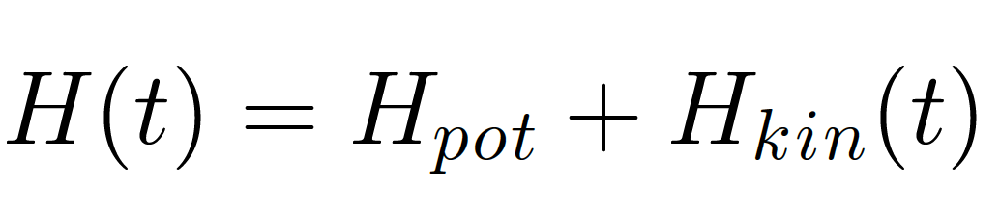 H(t) = H_{pot} + H_{kin}(t)